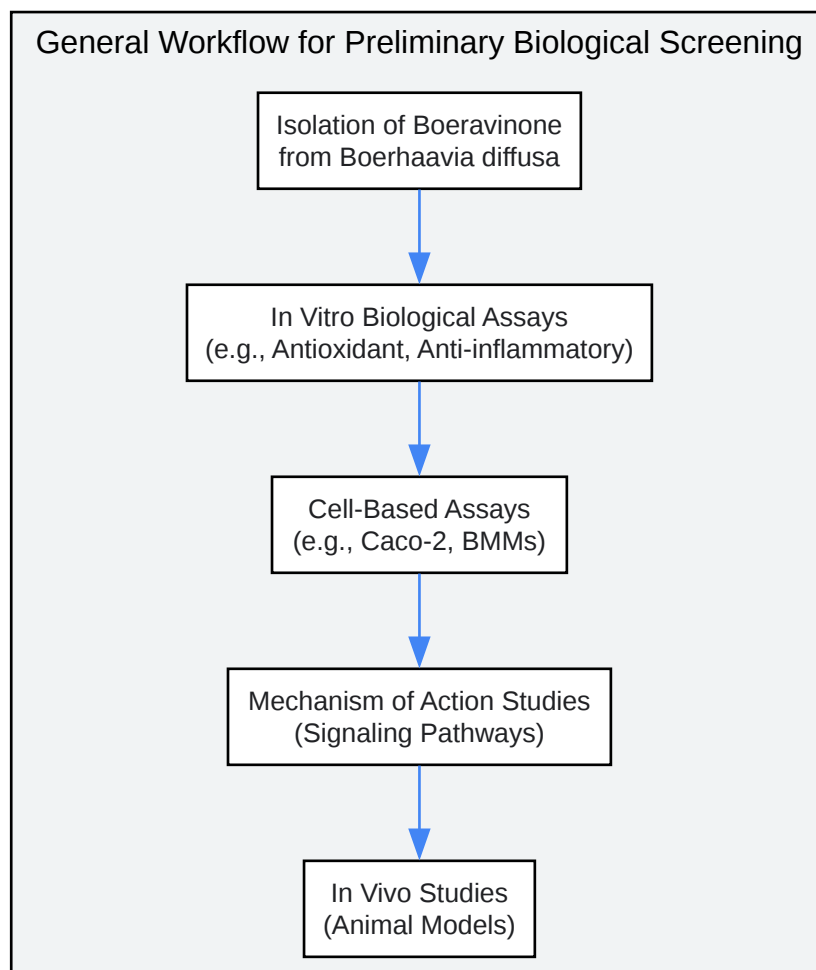 General Workflow for Preliminary Biological Screening
Isolation of Boeravinone
from Boerhaavia diffusa
In Vitro Biological Assays
(e.g., Antioxidant, Anti-inflammatory)
Cell-Based Assays
(e.g., Caco-2, BMMs)
Mechanism of Action Studies
(Signaling Pathways)
In Vivo Studies
(Animal Models)